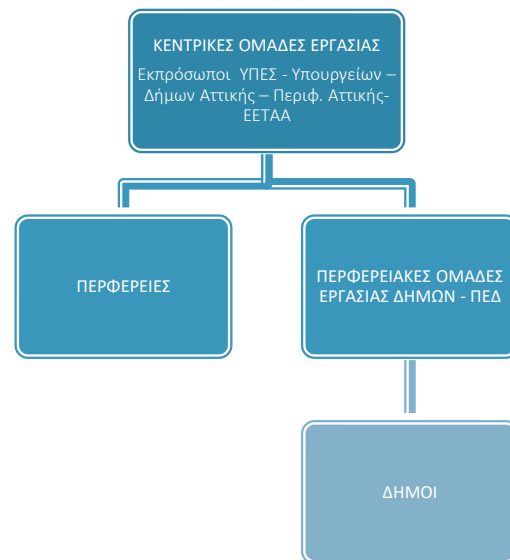 ΚΕΝΤΡΙΚΕΣ ΟΜΑΔΕΣ ΕΡΓΑΣΙΑΣ
Εκπρόσωποι ΥΠΕΣ - Υπουργείων –
Δήμων Αττικής – Περιφ. Αττικής-
ΕΕΤΑΑ
ΠΕΡΦΕΡΕΙΕΣ
ΠΕΡΦΕΡΕΙΑΚΕΣ ΟΜΑΔΕΣ
ΕΡΓΑΣΙΑΣ ΔΗΜΩΝ - ΠΕΔ
ΔΗΜΟΙ